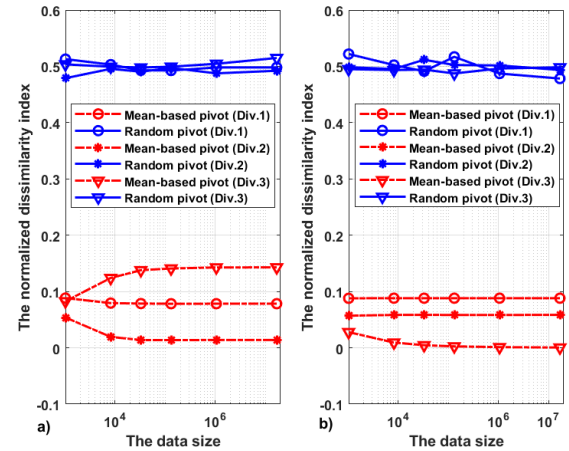 The normalized dissimilarity index
0.6
0.5
0.4
0.3
0.2
0.1
0
-0.1
Mean-based pivot (Div.1)
Random pivot (Div.1)
Mean-based pivot (Div.2)
Random pivot (Div.2)
Mean-based pivot (Div.3)
Random pivot (Div.3)
10^4
10^6
a)
The data size
The normalized dissimilarity index
0.6
0.5
0.4
0.3
0.2
0.1
0
-0.1
Mean-based pivot (Div.1)
Random pivot (Div.1)
Mean-based pivot (Div.2)
Random pivot (Div.2)
Mean-based pivot (Div.3)
Random pivot (Div.3)
10^4
10^6
10^7
b)
The data size